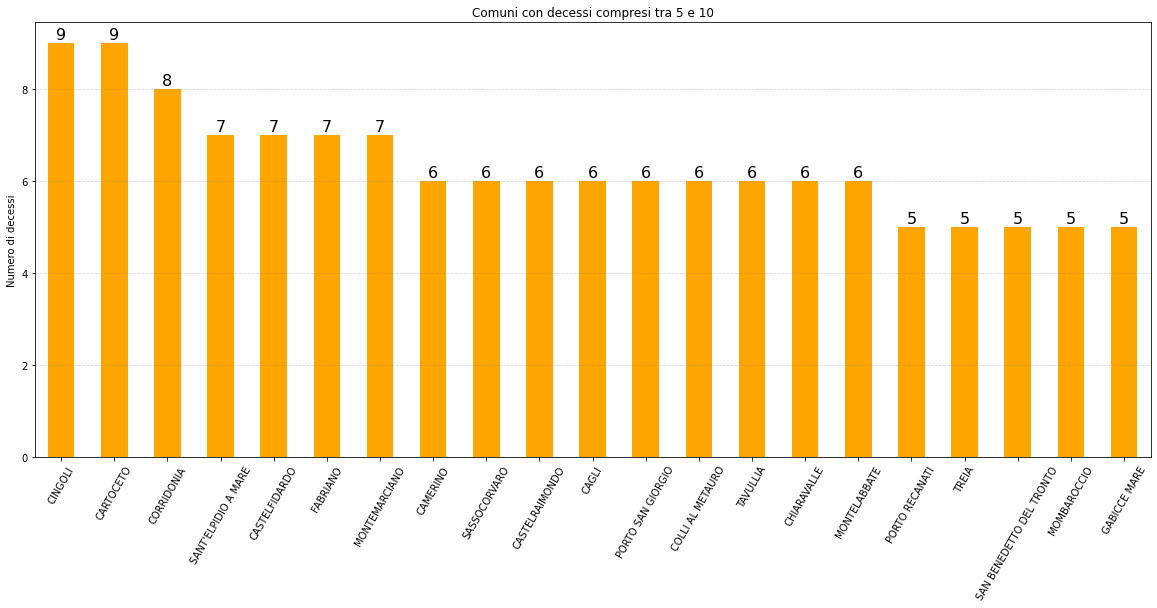 Comuni con decessi compresi tra 5 e 10
Numero di decessi
8
6
4
2
0
9
9
8
7
7
7
7
6
6
6
6
6
6
6
6
6
5
5
5
5
5
CINGOLI
CARTOCETO
CORRIDONIA
SANT'ELPIDIO A MARE
CASTELFIDARDO
FABRIANO
MONTEMARCIANO
CAMERINO
SASSOCORVARO
CASTELRAIMONDO
CAGLI
PORTO SAN GIORGIO
COLLI AL METAURO
TAVULLIA
CHIARAVALLE
MONTELABBATE
PORTO RECANATI
TREIA
SAN BENEDETTO DEL TRONTO
MOMBAROCCIO
GABICCE MARE